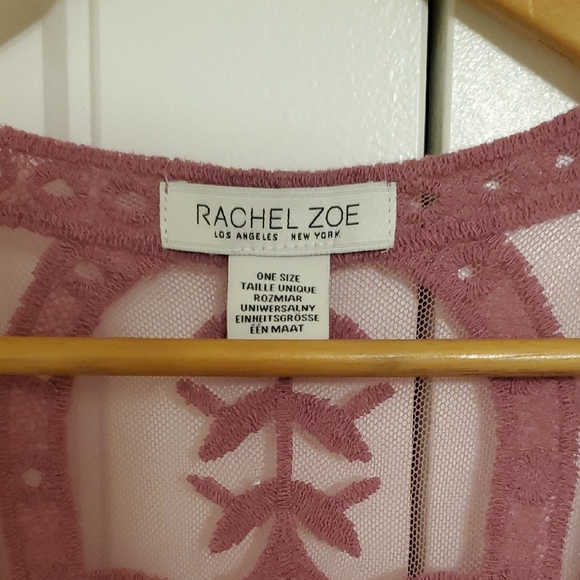 RACHEL ZOE
LOS ANGELES NEW YORK
ONE SIZE
TAILLE UNIQUE
ROZMIAR
UNIWERSALNY
EINHEITSGRÖSSE
ÉÉN MAAT